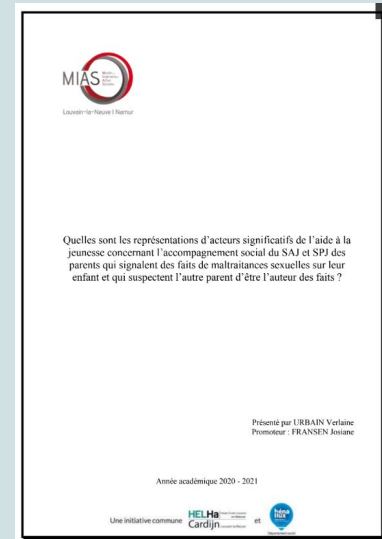 MIAS
Louvain-la-Neuve | Namur
Quelles sont les représentations d'acteurs significatifs de l'aide à la
jeunesse concernant l'accompagnement social du SAJ et SPJ des
parents qui signalent des faits de maltraitances sexuelles sur leur
enfant et qui suspectent l'autre parent d'être l'auteur des faits ?
Présenté par URBAIN Verlaine
Promoteur : FRANSEN Josiane
Année académique 2020 - 2021
Une initiative commune
HELHa
Cardijn
et